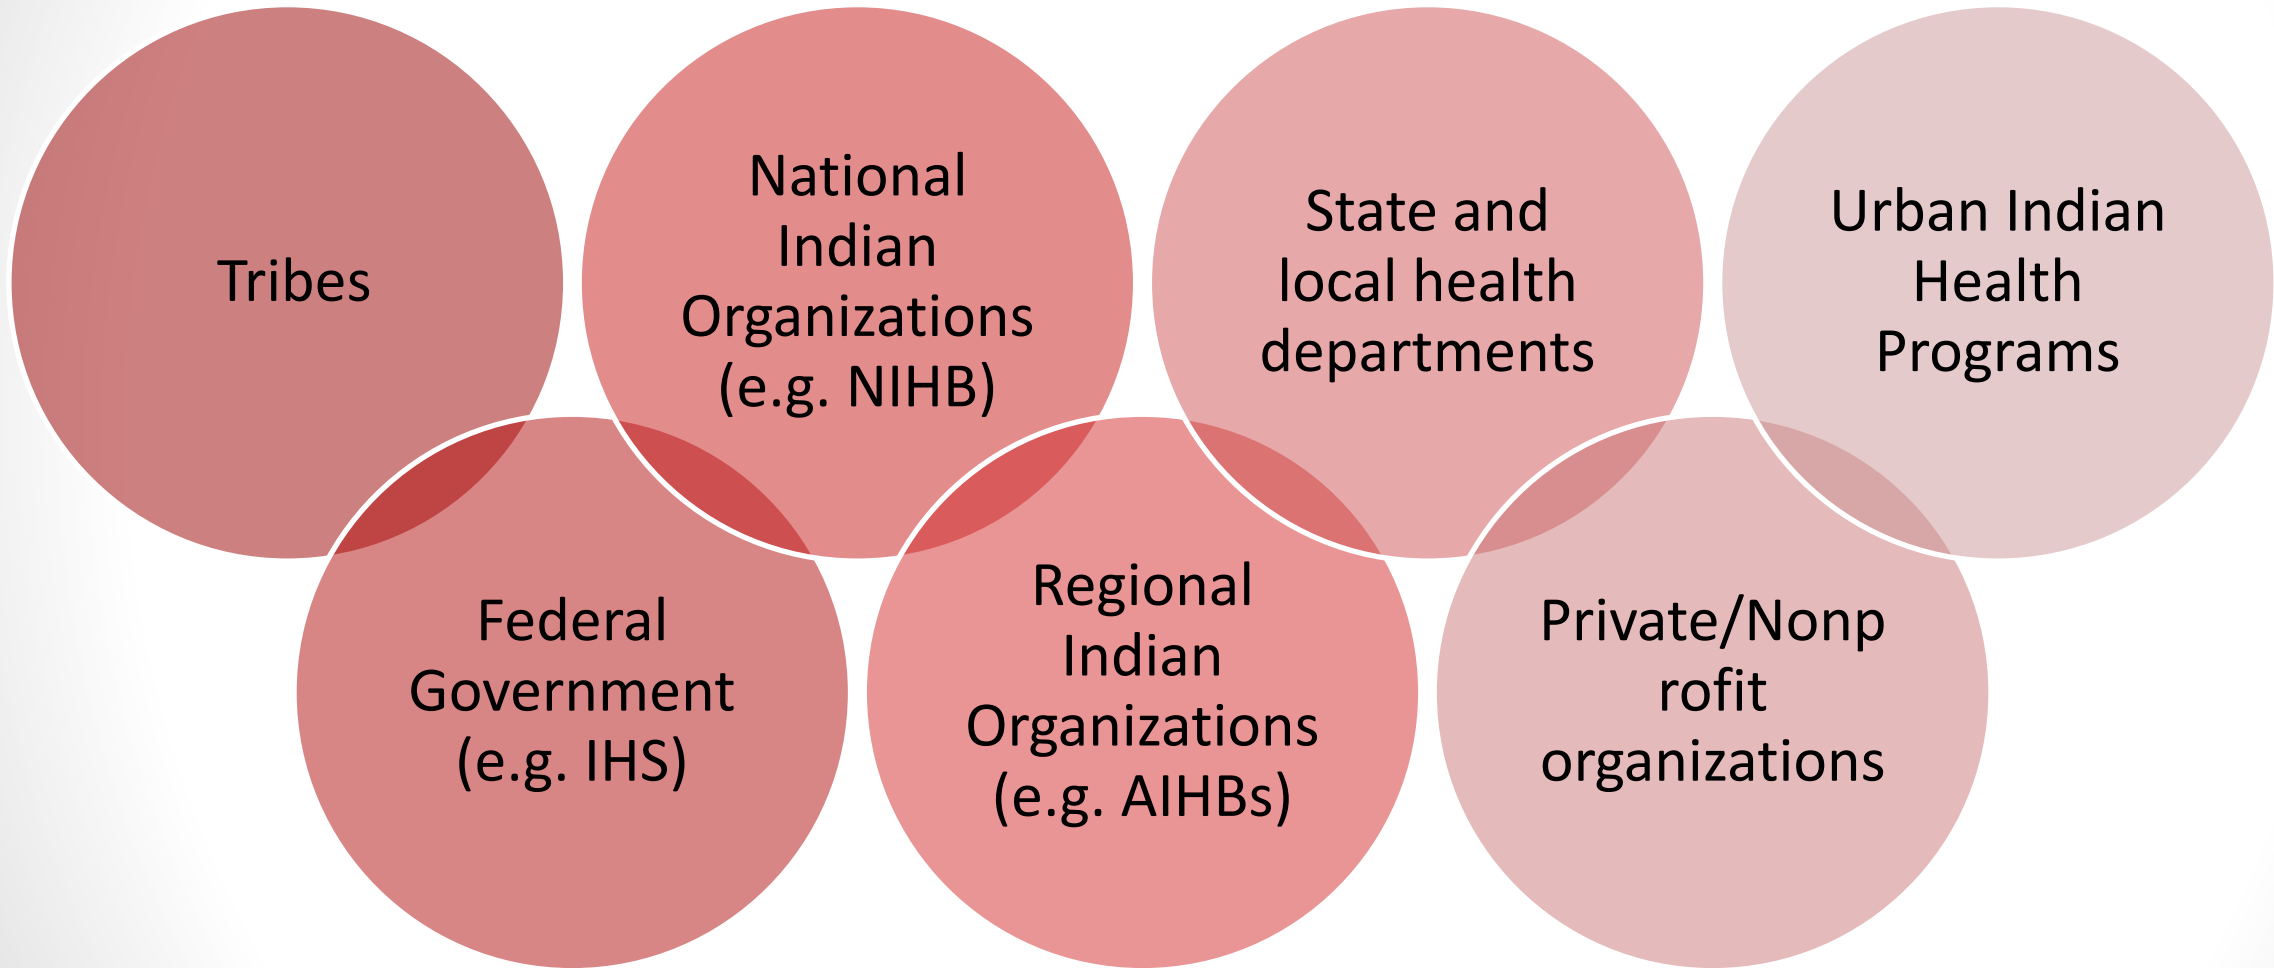 Tribes
National
Indian
Organizations
(e.g. NIHB)
State and
local health
departments
Urban Indian
Health
Programs
Federal
Government
(e.g. IHS)
Regional
Indian
Organizations
(e.g. AIHBs)
Private/Nonp
rofit
organizations